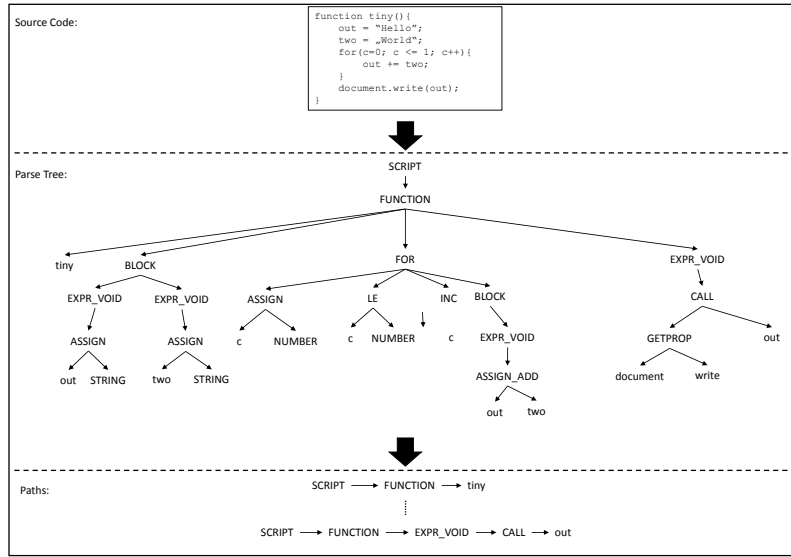 Source Code:
function tiny(){
out = "Hello";
two = „World“;
for(c=0; c <= 1; c++){
out += two;
}
document.write(out);
}
Parse Tree:
SCRIPT
FUNCTION
tiny BLOCK FOR EXPR_VOID
EXPR_VOID EXPR_VOID ASSIGN LE INC BLOCK CALL
ASSIGN ASSIGN c NUMBER c NUMBER c EXPR_VOID GETPROP out
out STRING two STRING ASSIGN_ADD document write
out two
Paths:
SCRIPT FUNCTION tiny
SCRIPT FUNCTION EXPR_VOID CALL out